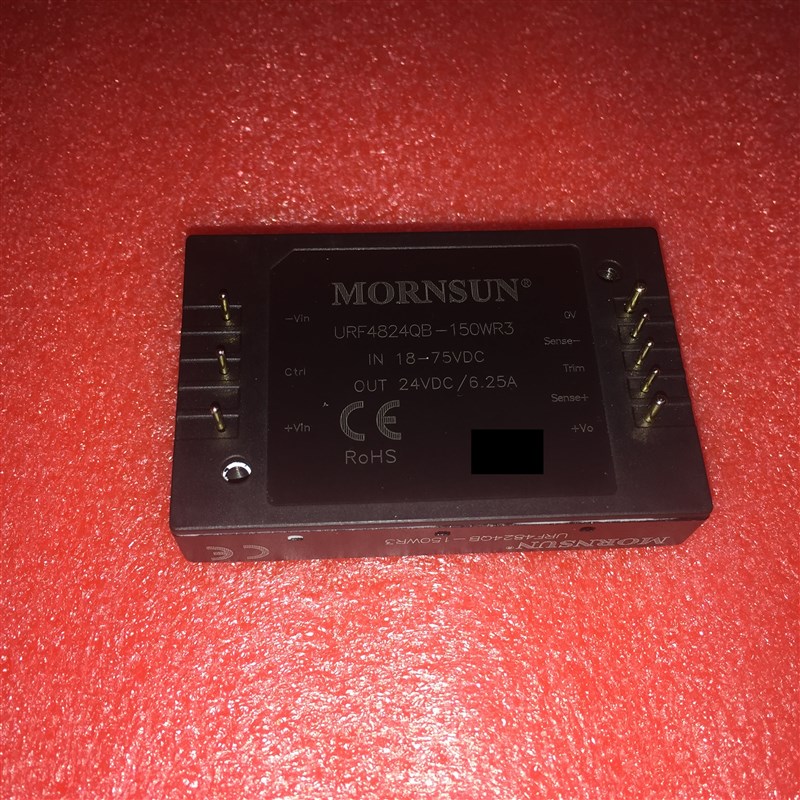 MORNSUN®
URF4824QB-150WR3
IN 18-75VDC
OUT 24VDC/6.25A
CE
RoHS
-Vin
Ctrl
+Vin
0V
Sense-
Trim
Sense+
+Vo
MORNSUN®
URF4824QB-150WR3
CE